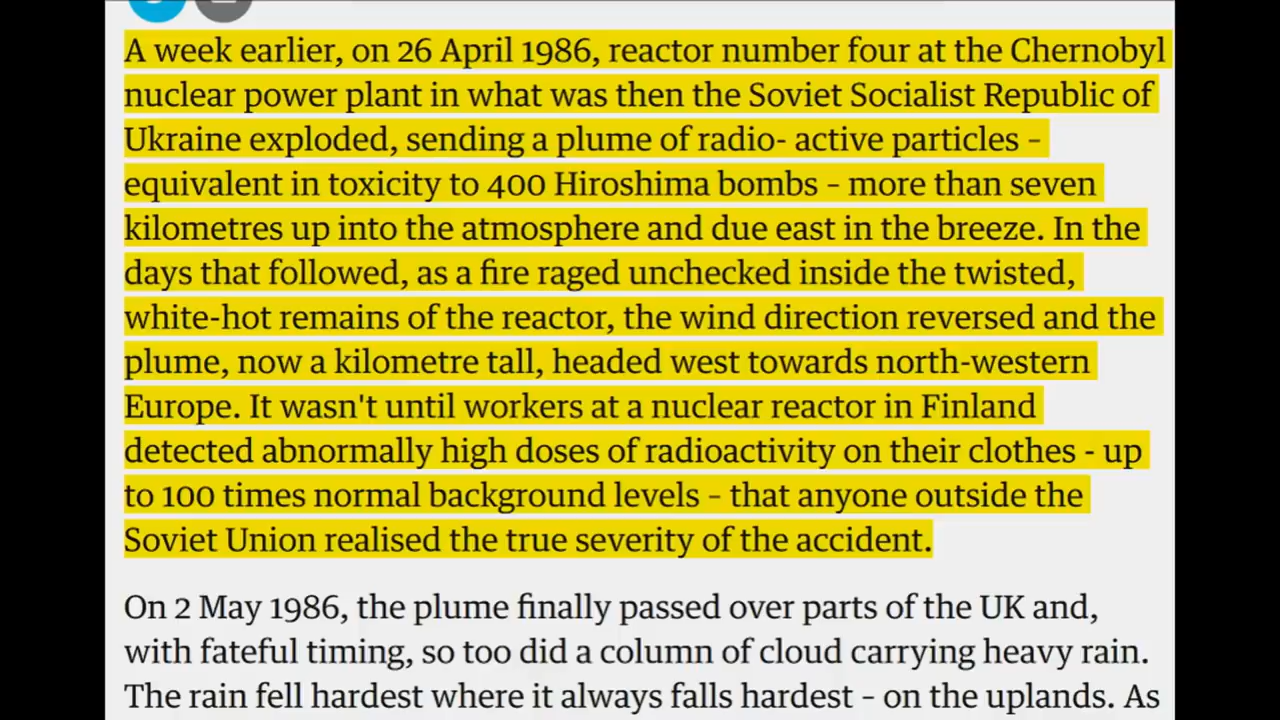 A week earlier, on 26 April 1986, reactor number four at the Chernobyl
nuclear power plant in what was then the Soviet Socialist Republic of
Ukraine exploded, sending a plume of radio- active particles –
equivalent in toxicity to 400 Hiroshima bombs – more than seven
kilometres up into the atmosphere and due east in the breeze. In the
days that followed, as a fire raged unchecked inside the twisted,
white-hot remains of the reactor, the wind direction reversed and the
plume, now a kilometre tall, headed west towards north-western
Europe. It wasn't until workers at a nuclear reactor in Finland
detected abnormally high doses of radioactivity on their clothes - up
to 100 times normal background levels – that anyone outside the
Soviet Union realised the true severity of the accident.
On 2 May 1986, the plume finally passed over parts of the UK and,
with fateful timing, so too did a column of cloud carrying heavy rain.
The rain fell hardest where it always falls hardest – on the uplands. As